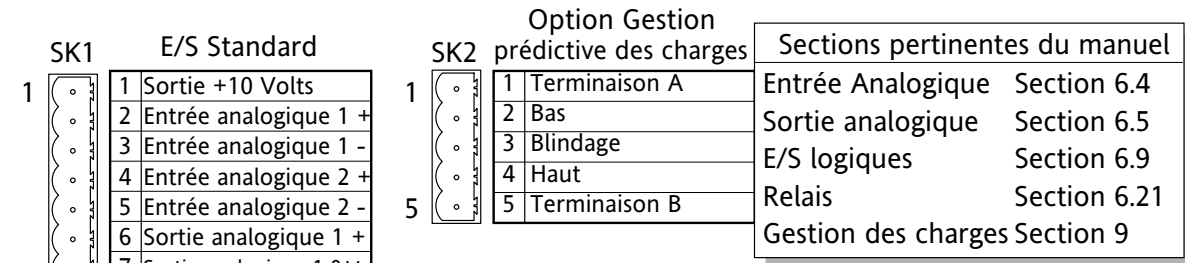 SK1 E/S Standard
1
1 Sortie +10 Volts
2 Entrée analogique 1 +
3 Entrée analogique 1 -
4 Entrée analogique 2 +
5 Entrée analogique 2 -
6 Sortie analogique 1 +
Option Gestion
SK2 prédictive des charges
1
1 Terminaison A
2 Bas
3 Blindage
4 Haut
5 5 Terminaison B
Sections pertinentes du manuel
Entrée Analogique Section 6.4
Sortie analogique Section 6.5
E/S logiques Section 6.9
Relais Section 6.21
Gestion des charges Section 9